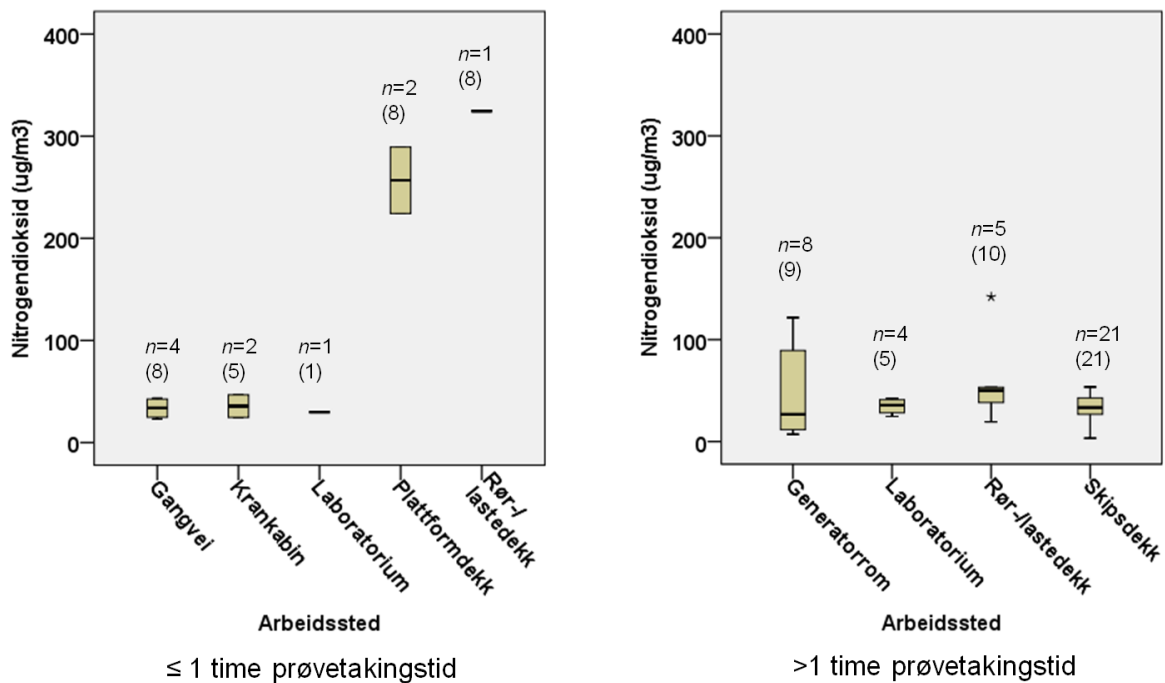 Nitrogendioksid (ug/m3)
400
300
200
100
0
n=4
(8)
n=2
(5)
n=1
(1)
n=2
(8)
n=1
(8)
Gangvei
Krankabin
Laboratorium
Plattformdekk
Rør-/
lastedekk
Arbeidssted
≤ 1 time prøvetakingstid
Nitrogendioksid (ug/m3)
400
300
200
100
0
n=8
(9)
n=4
(5)
n=5
(10)
n=21
(21)
Generatorrom
Laboratorium
Rør-/lastedekk
Skipsdekk
Arbeidssted
>1 time prøvetakingstid